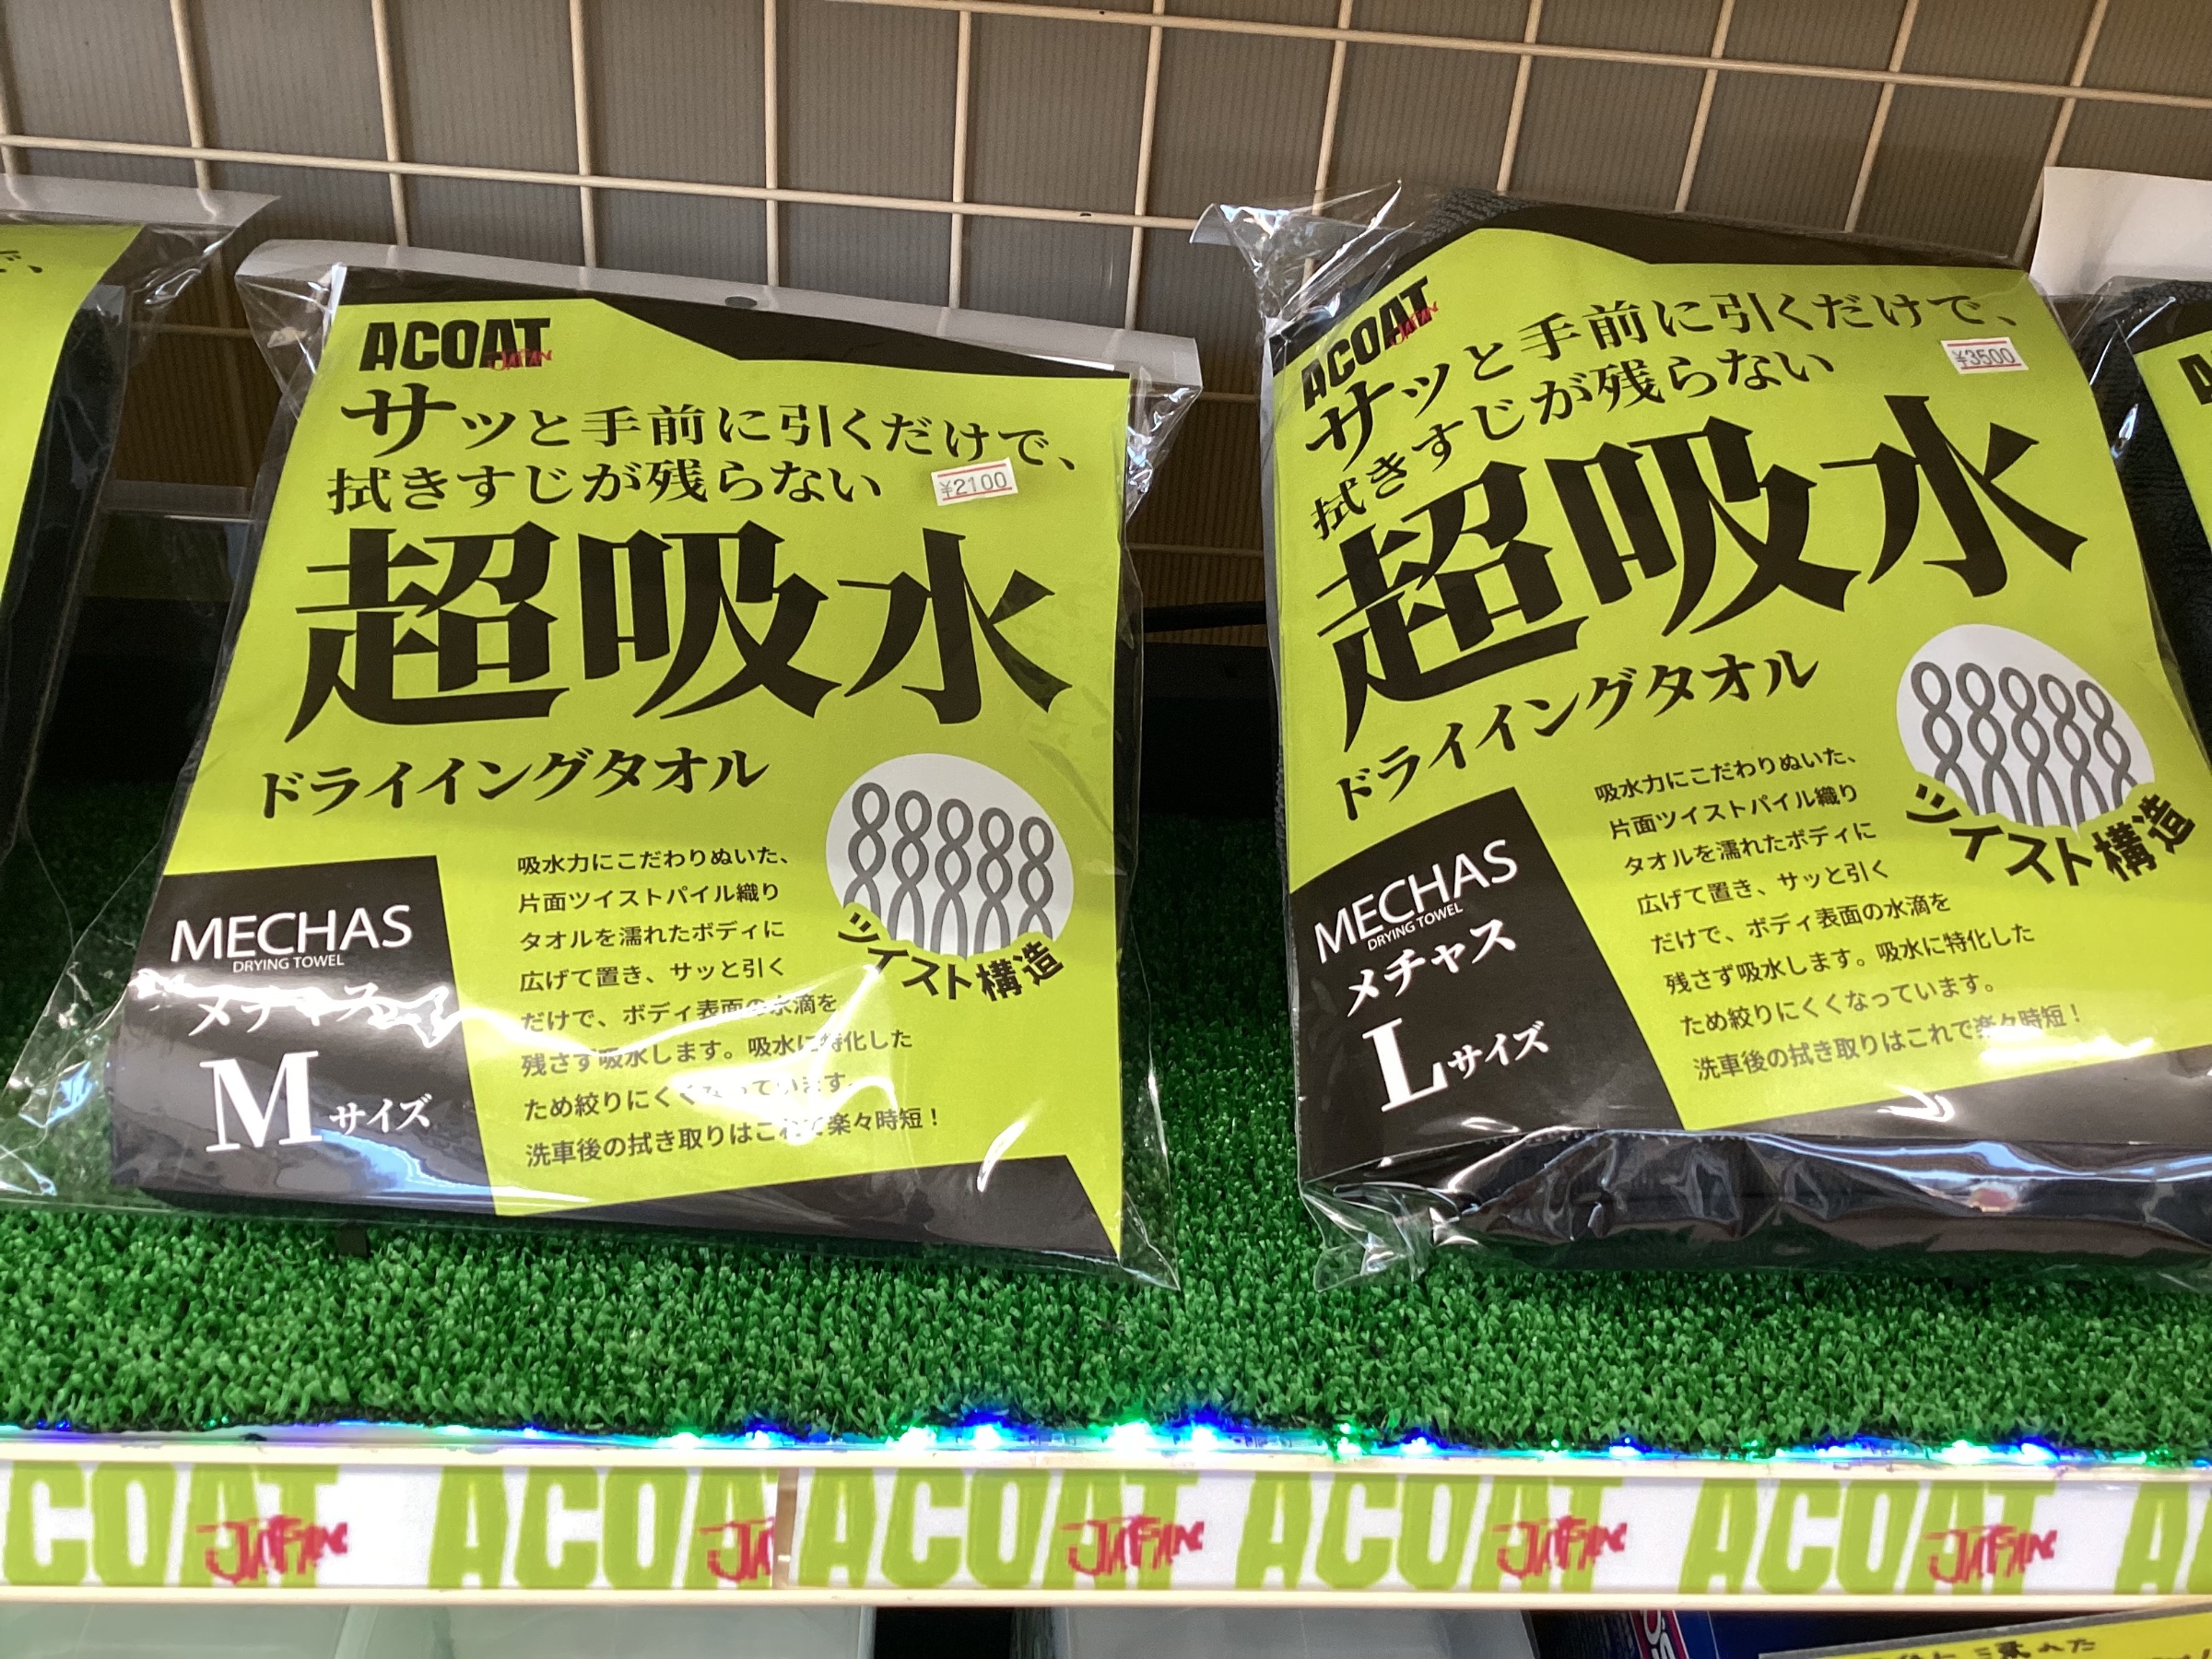 ACOAT
JAPAN
サッと手前に引くだけで、
拭きすじが残らない
¥2100
超吸水
ドライイングタオル
吸水力にこだわりぬいた、
片面ツイストパイル織り
タオルを濡れたボディに
広げて置き、サッと引く
だけで、ボディ表面の水滴を
残さず吸水します。吸水に特化した
ため絞りにくくなっています。
洗車後の拭き取りはこれで楽々時短！
ツイスト構造
MECHAS
DRYING TOWEL
メチャス
Mサイズ
ACOAT
JAPAN
サッと手前に引くだけで、
拭きすじが残らない
¥3500
超吸水
ドライイングタオル
吸水力にこだわりぬいた、
片面ツイストパイル織り
タオルを濡れたボディに
広げて置き、サッと引く
だけで、ボディ表面の水滴を
残さず吸水します。吸水に特化した
ため絞りにくくなっています。
洗車後の拭き取りはこれで楽々時短！
ツイスト構造
MECHAS
DRYING TOWEL
メチャス
Lサイズ
COAT JAPAN ACOA JA ACOAT JAPAN ACOAT JAPAN ACOAT JAPAN A